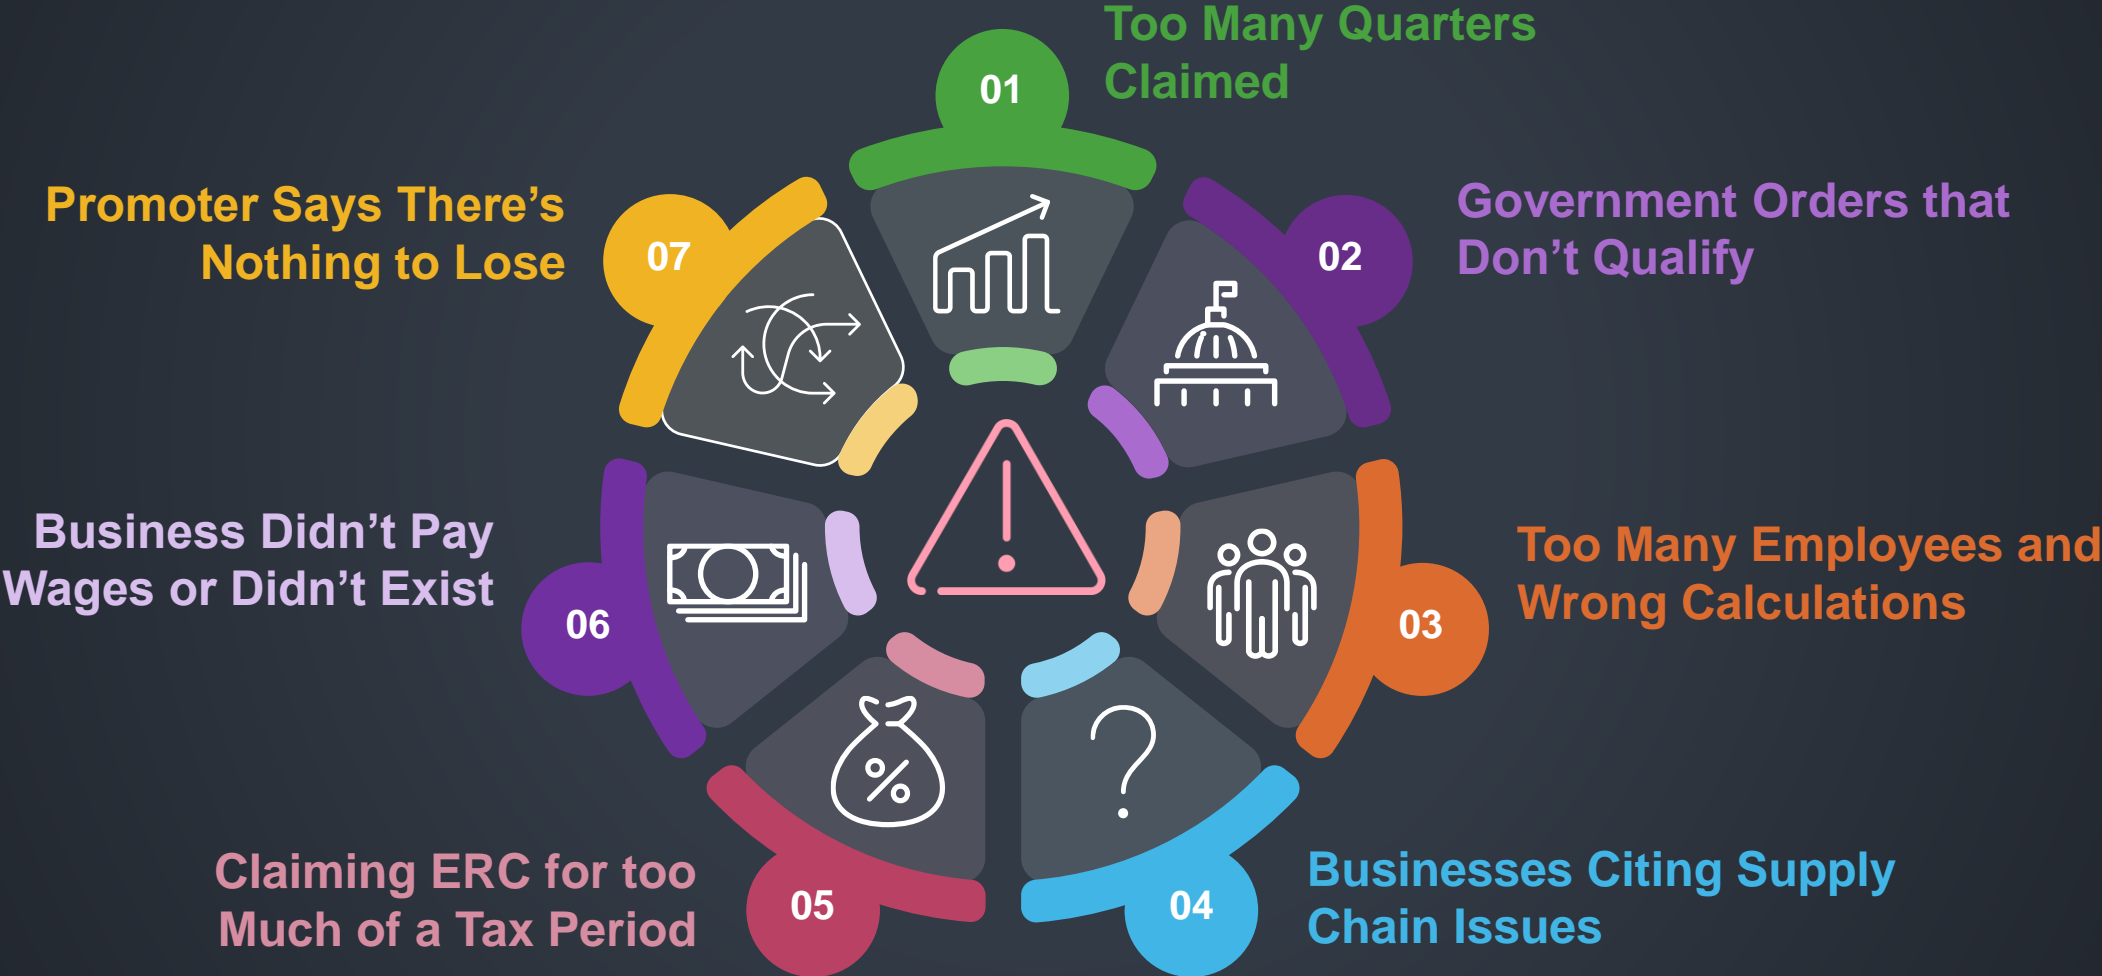 01
Too Many Quarters
Claimed
02
Government Orders that
Don’t Qualify
03
Too Many Employees and
Wrong Calculations
04
Businesses Citing Supply
Chain Issues
05
Claiming ERC for too
Much of a Tax Period
06
Business Didn’t Pay
Wages or Didn’t Exist
07
Promoter Says There’s
Nothing to Lose
%